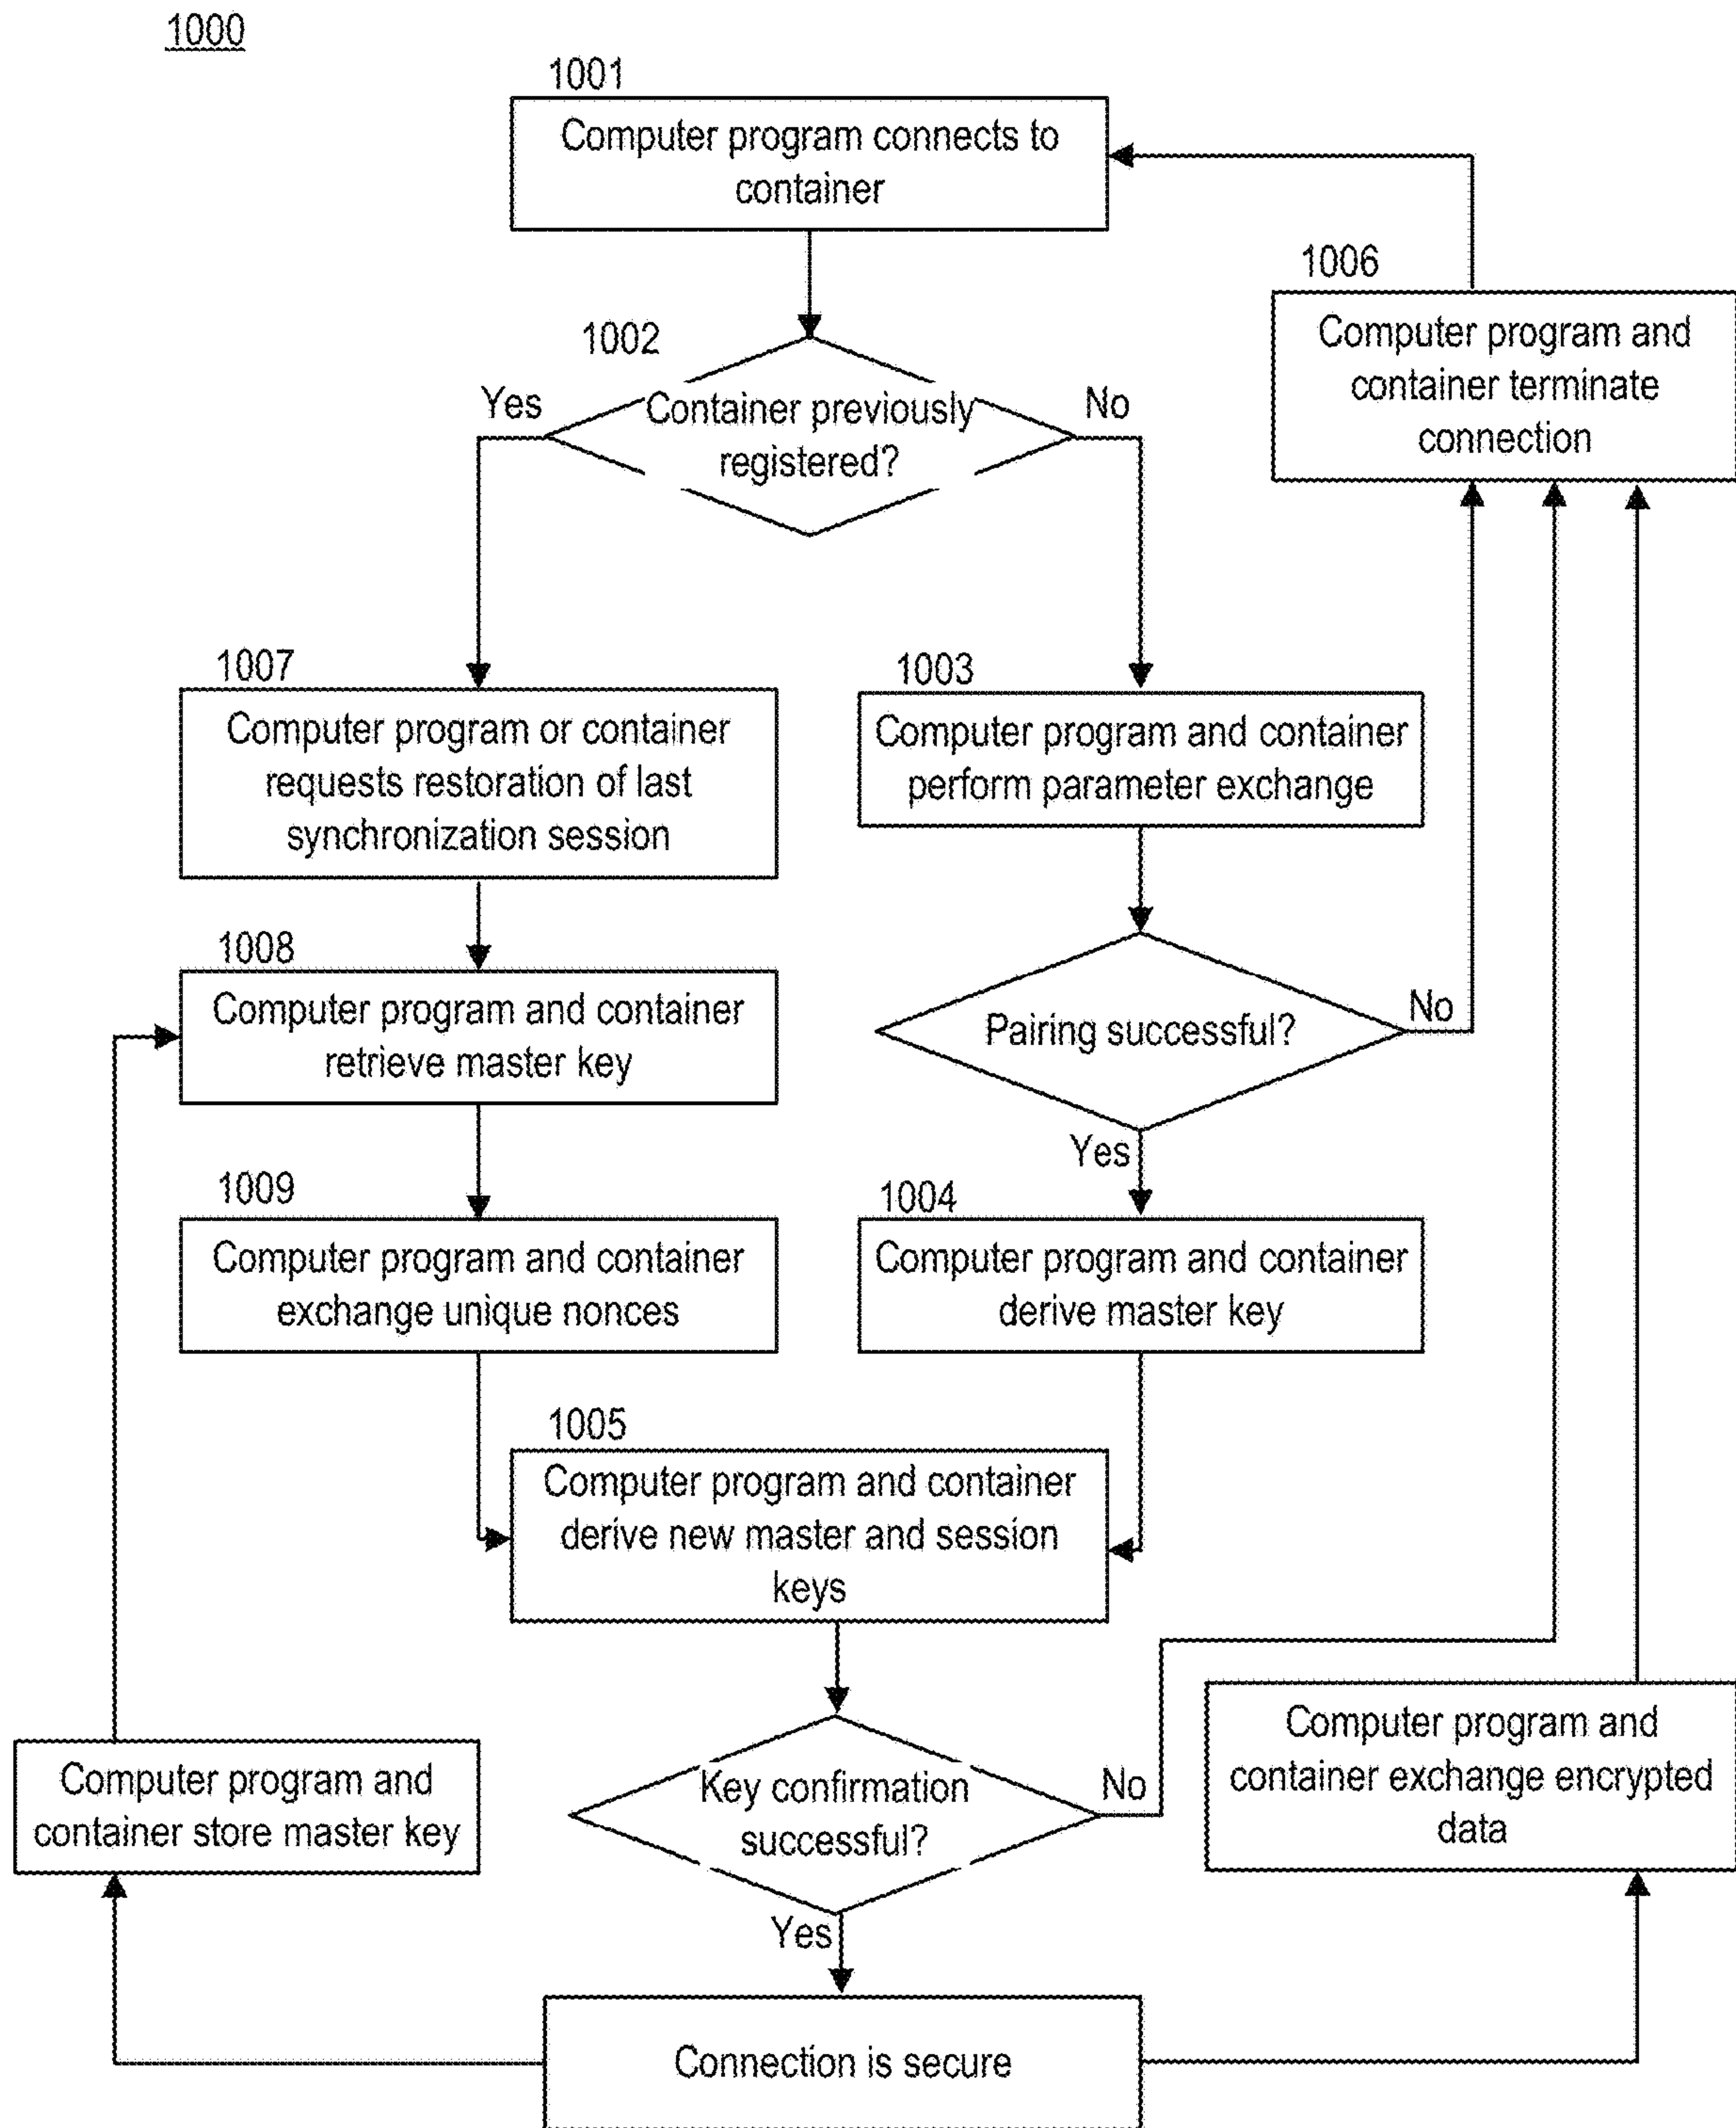 1000
1001
Computer program connects to
container
1006
Computer program and
container terminate
connection
1002
Yes
Container previously
registered?
No
1007
Computer program or container
requests restoration of last
synchronization session
1003
Computer program and container
perform parameter exchange
1008
Computer program and container
retrieve master key
Pairing successful?
No
Yes
1009
Computer program and container
exchange unique nonces
1004
Computer program and container
derive master key
1005
Computer program and container
derive new master and session
keys
Computer program and
container store master key
Key confirmation
successful?
No
Yes
Computer program and
container exchange encrypted
data
Connection is secure